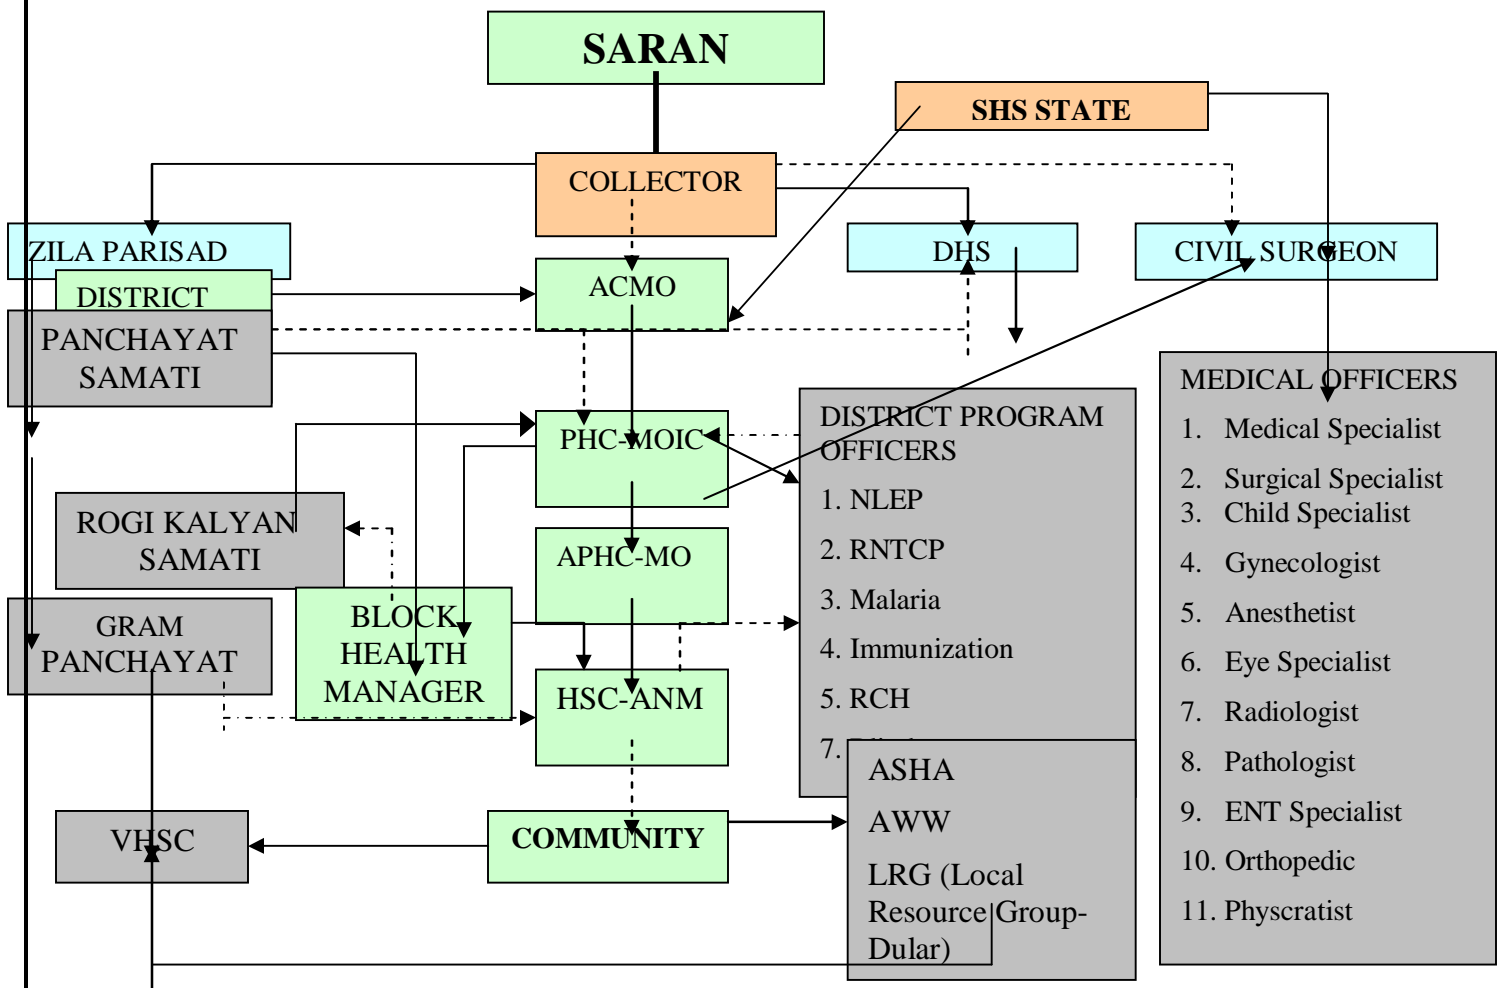 SARAN
SHS STATE
COLLECTOR
ZILA PARISAD
DHS
CIVIL SURGEON
DISTRICT
ACMO
PANCHAYAT
SAMATI
MEDICAL OFFICERS
1. Medical Specialist
2. Surgical Specialist
3. Child Specialist
4. Gynecologist
5. Anesthetist
6. Eye Specialist
7. Radiologist
8. Pathologist
9. ENT Specialist
10. Orthopedic
11. Physcratist
PHC-MOIC
DISTRICT PROGRAM
OFFICERS
1. NLEP
2. RNTCP
3. Malaria
4. Immunization
5. RCH
7.
ROGI KALYAN
SAMATI
APHC-MO
BLOCK
HEALTH
MANAGER
GRAM
PANCHAYAT
HSC-ANM
ASHA
AWW
LRG (Local
Resource Group-
Dular)
VHSC
COMMUNITY